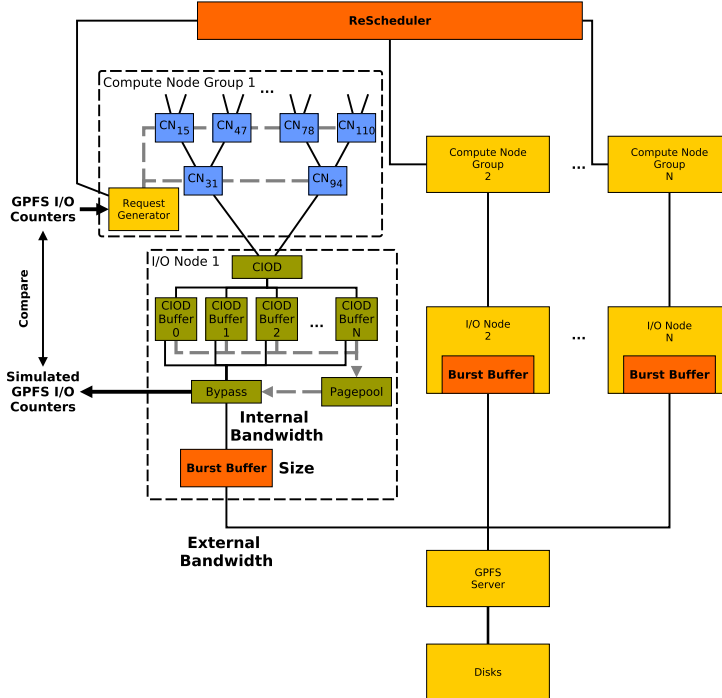 ReScheduler
Compute Node Group 1
...
CN15
CN47
CN78
CN110
CN31
CN94
Request
Generator
GPFS I/O
Counters
Compare
Simulated
GPFS I/O
Counters
Compute Node
Group
2
...
Compute Node
Group
N
I/O Node 1
CIOD
CIOD
Buffer
0
CIOD
Buffer
1
CIOD
Buffer
2
...
CIOD
Buffer
N
Bypass
Pagepool
Internal
Bandwidth
Burst Buffer
Size
External
Bandwidth
I/O Node
2
Burst Buffer
...
I/O Node
N
Burst Buffer
GPFS
Server
Disks